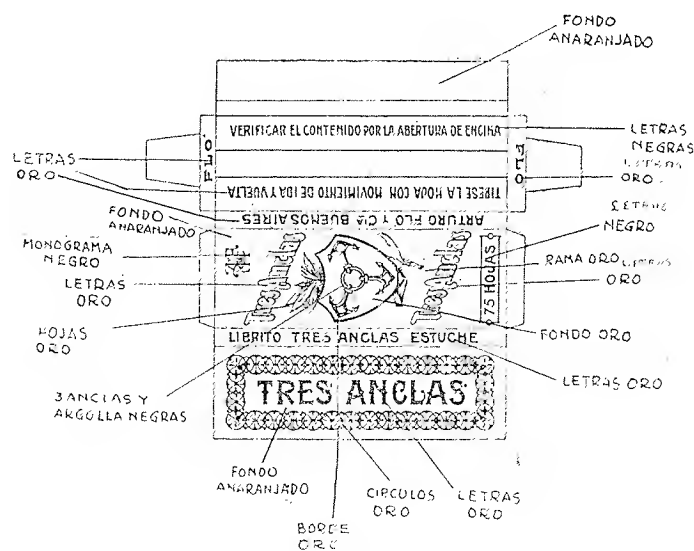 FONDO
ANARANJADO
VERIFICAR EL CONTENIDO POR LA ABERTURA DE ENCIMA
LETRAS
NEGRAS
FLO.
FLO
LETRAS
ORO
LETRAS
ORO
TIRESE LA HOJA CON MOVIMIENTO DE IDA Y VUELTA
ARTURO FLO Y Cia BUENOS AIRES
FONDO
ANARANJADO
LETRAS
NEGRO
MONOGRAMA
NEGRO
Tres Anclas
Tres Anclas
75 HOJAS
RAMA ORO
LETRAS
ORO
LETRAS
ORO
HOJAS
ORO
FONDO ORO
LIBRITO TRES ANCLAS ESTUCHE
LETRAS ORO
3 ANCLAS Y
ARGOLLA NEGRAS
TRES ANCLAS
FONDO
ANARANJADO
CIRCULOS
ORO
LETRAS
ORO
BORDE
ORO